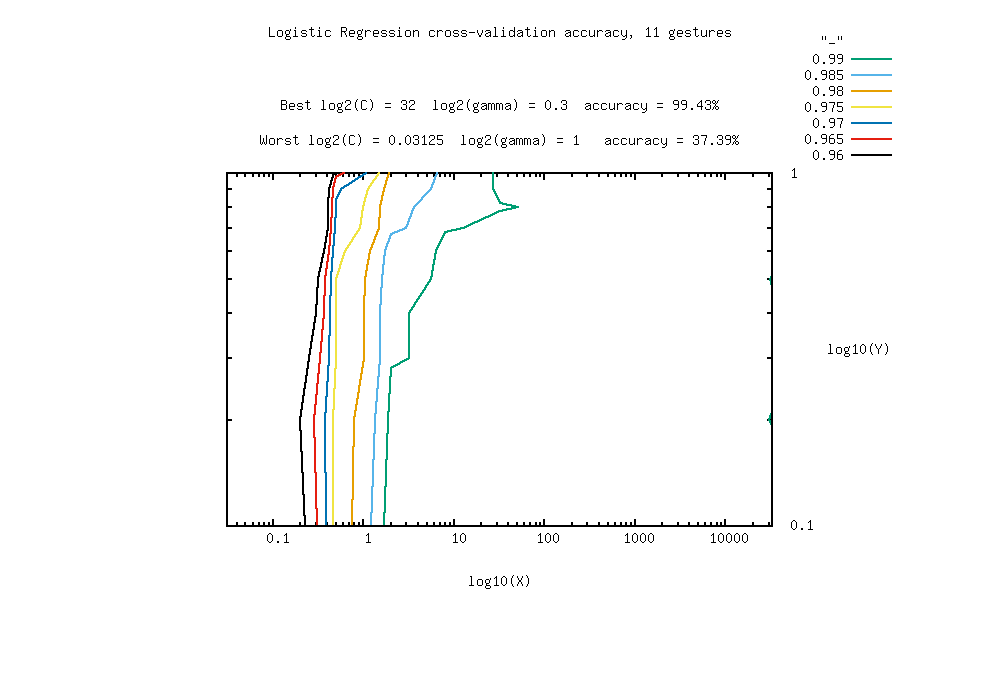 Logistic Regression cross-validation accuracy, 11 gestures
"_"
0.99
0.985
0.98
0.975
0.97
0.965
0.96
Best log2(C) = 32  log2(gamma) = 0.3  accuracy = 99.43%
Worst log2(C) = 0.03125  log2(gamma) = 1   accuracy = 37.39%
1
log10(Y)
0.1
0.1 1 10 100 1000 10000
log10(X)